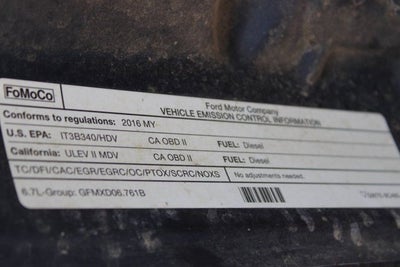 FoMoCo
Ford Motor Company
VEHICLE EMISSION CONTROL INFORMATION
Conforms to regulations: 2016 MY
U.S. EPA: IT3B340/HDV CA OBD II FUEL: Diesel
California: ULEV II MDV CA OBD II FUEL: Diesel
TC/DFI/CAC/EGR/EGRC/OC/PTOX/SCRC/NOXS No adjustments needed.
6.7L-Group: GFMXD06.761B